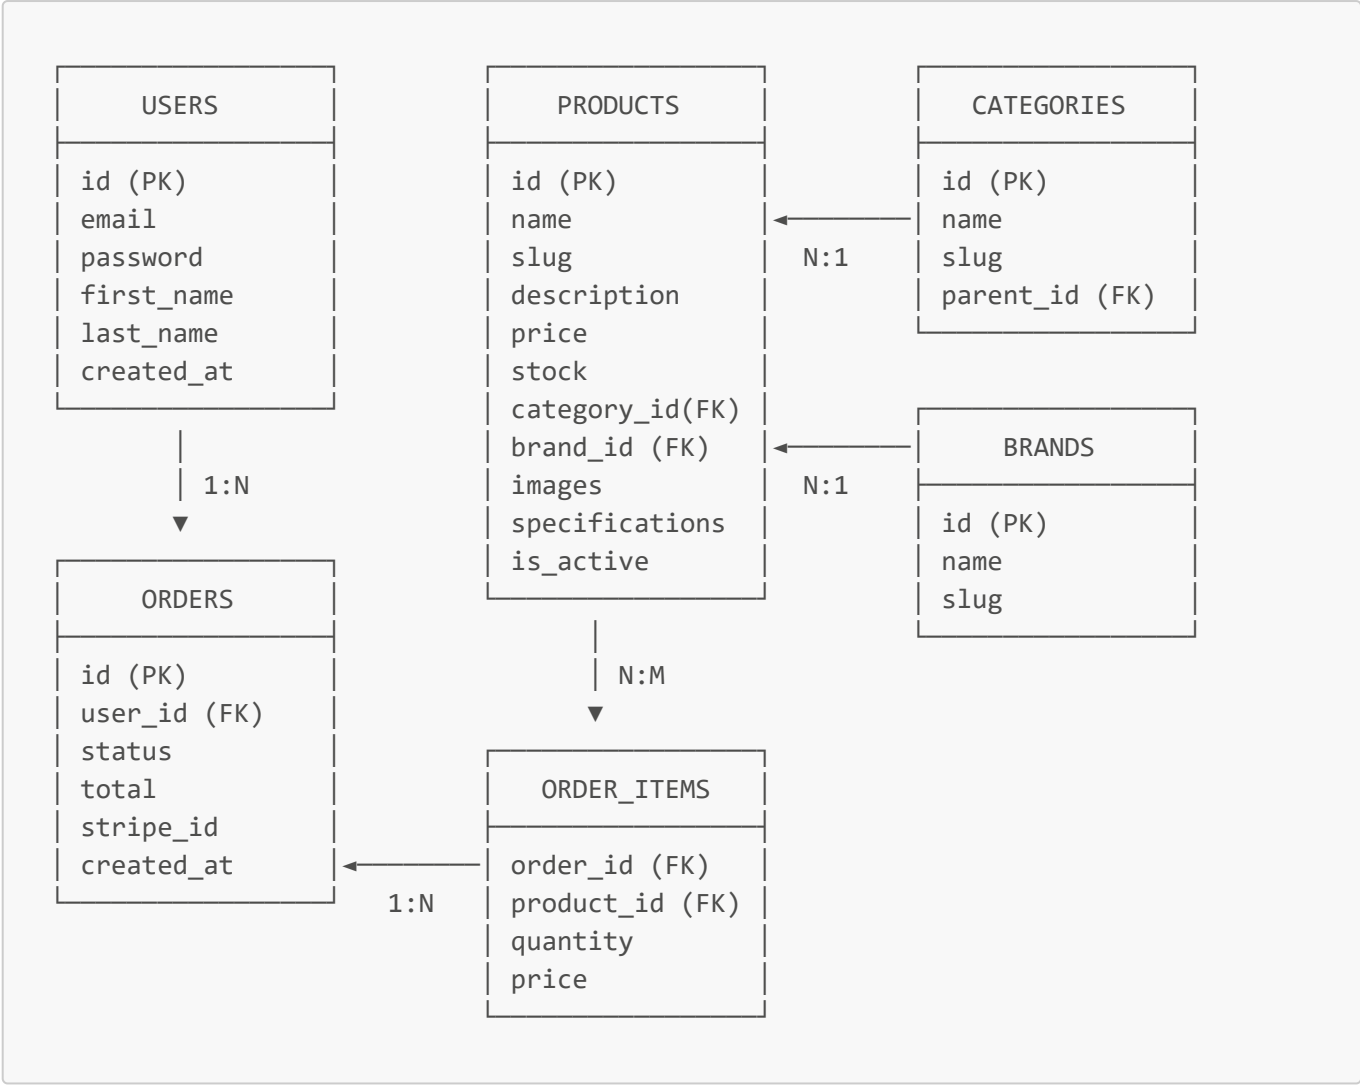 USERS
id (PK)
email
password
first_name
last_name
created_at
1:N
ORDERS
id (PK)
user_id (FK)
status
total
stripe_id
created_at
1:N
PRODUCTS
id (PK)
name
slug
description
price
stock
category_id(FK)
brand_id (FK)
images
specifications
is_active
N:M
ORDER_ITEMS
order_id (FK)
product_id (FK)
quantity
price
N:1
CATEGORIES
id (PK)
name
slug
parent_id (FK)
N:1
BRANDS
id (PK)
name
slug